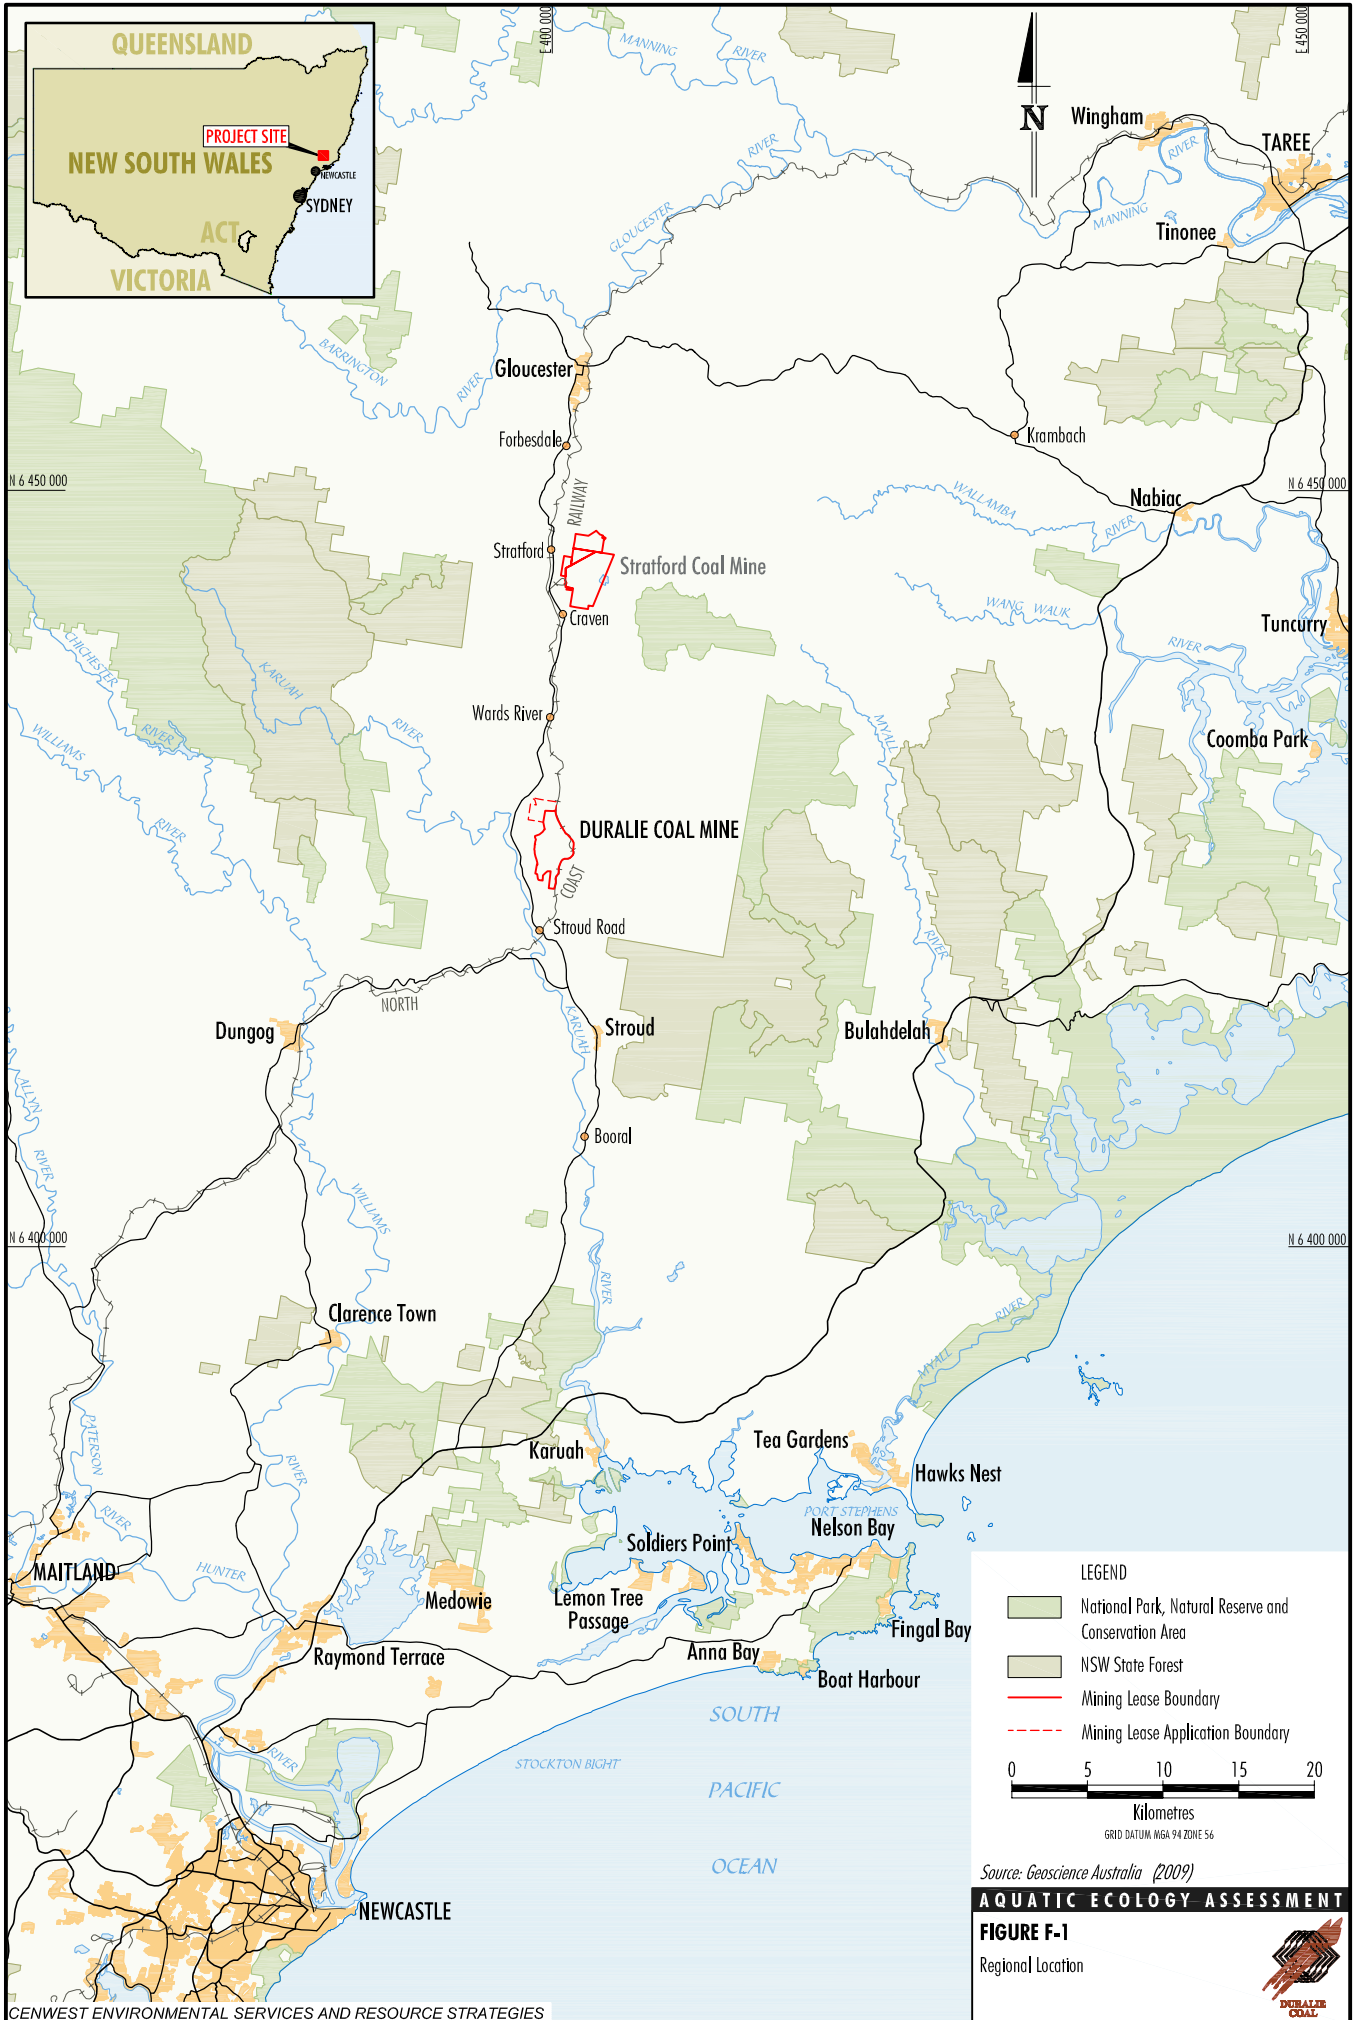 QUEENSLAND
PROJECT SITE
NEW SOUTH WALES
NEWCASTLE
SYDNEY
ACT
VICTORIA
E 400 000
E 450 000
MANNING
RIVER
N
Wingham
RIVER
TAREE
RIVER
GLOUCESTER
MANNING
Tinonee
BARRINGTON
RIVER
Gloucester
Forbesdale
Krambach
N 6 450 000
N 6 450 000
RAILWAY
WALLAMBA
RIVER
Nabiac
Stratford
Stratford Coal Mine
Craven
WANG WAUK
RIVER
Tuncurry
CHICHESTER
RIVER
KARUAH
RIVER
Wards River
MYALL
Coomba Park
WILLIAMS
RIVER
DURALIE COAL MINE
COAST
Stroud Road
RIVER
NORTH
Dungog
KARUAH
Stroud
Bulahdelah
ALLYN
RIVER
Booral
WILLIAMS
N 6 400 000
N 6 400 000
RIVER
RIVER
MYALL
Clarence Town
PATERSON
RIVER
RIVER
Karuah
Tea Gardens
Hawks Nest
PORT STEPHENS
Nelson Bay
Soldiers Point
MAITLAND
HUNTER
Medowie
Lemon Tree
Passage
Fingal Bay
Raymond Terrace
Anna Bay
Boat Harbour
SOUTH
PACIFIC
OCEAN
STOCKTON BIGHT
RIVER
NEWCASTLE
LEGEND
National Park, Natural Reserve and
Conservation Area
NSW State Forest
Mining Lease Boundary
Mining Lease Application Boundary
0 5 10 15 20
Kilometres
GRID DATUM MGA 94 ZONE 56
Source: Geoscience Australia (2009)
AQUATIC ECOLOGY ASSESSMENT
FIGURE F-1
Regional Location
DURALIE
COAL
CENWEST ENVIRONMENTAL SERVICES AND RESOURCE STRATEGIES